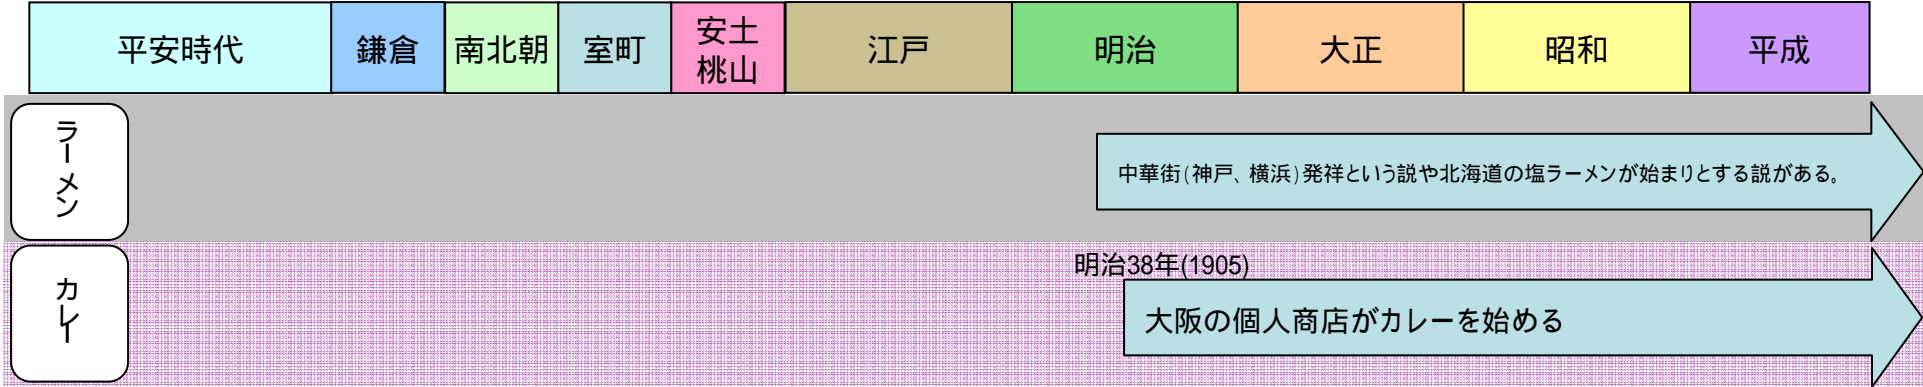 平安時代
鎌倉
南北朝
室町
安土
桃山
江戸
明治
大正
昭和
平成
ラーメン
中華街(神戸、横浜)発祥という説や北海道の塩ラーメンが始まりとする説がある。
カレー
明治38年(1905)
大阪の個人商店がカレーを始める